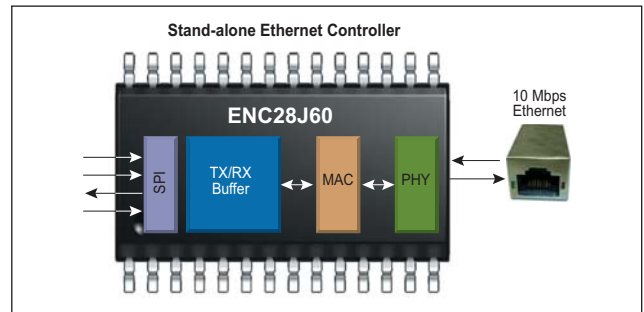 Stand-alone Ethernet Controller
ENC28J60
SPI
TX/RX
Buffer
MAC
PHY
10 Mbps
Ethernet